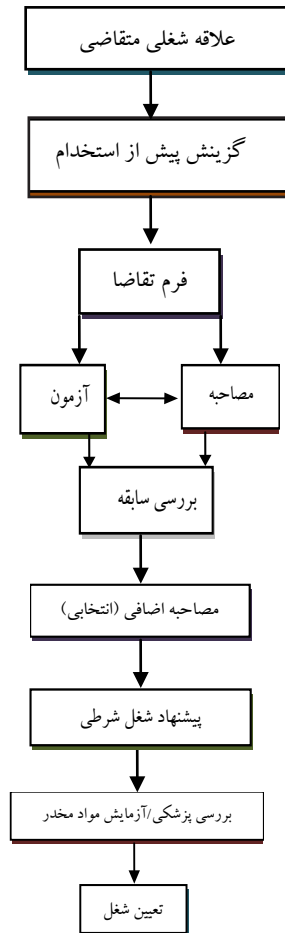 علاقه شغلی متقاضی
گزینش پیش از استخدام
فرم تقاضا
مصاحبه
آزمون
بررسی سابقه
مصاحبه اضافی (انتخابی)
پیشنهاد شغل شرطی
بررسی پزشکی/آزمایش مواد مخدر
تعیین شغل